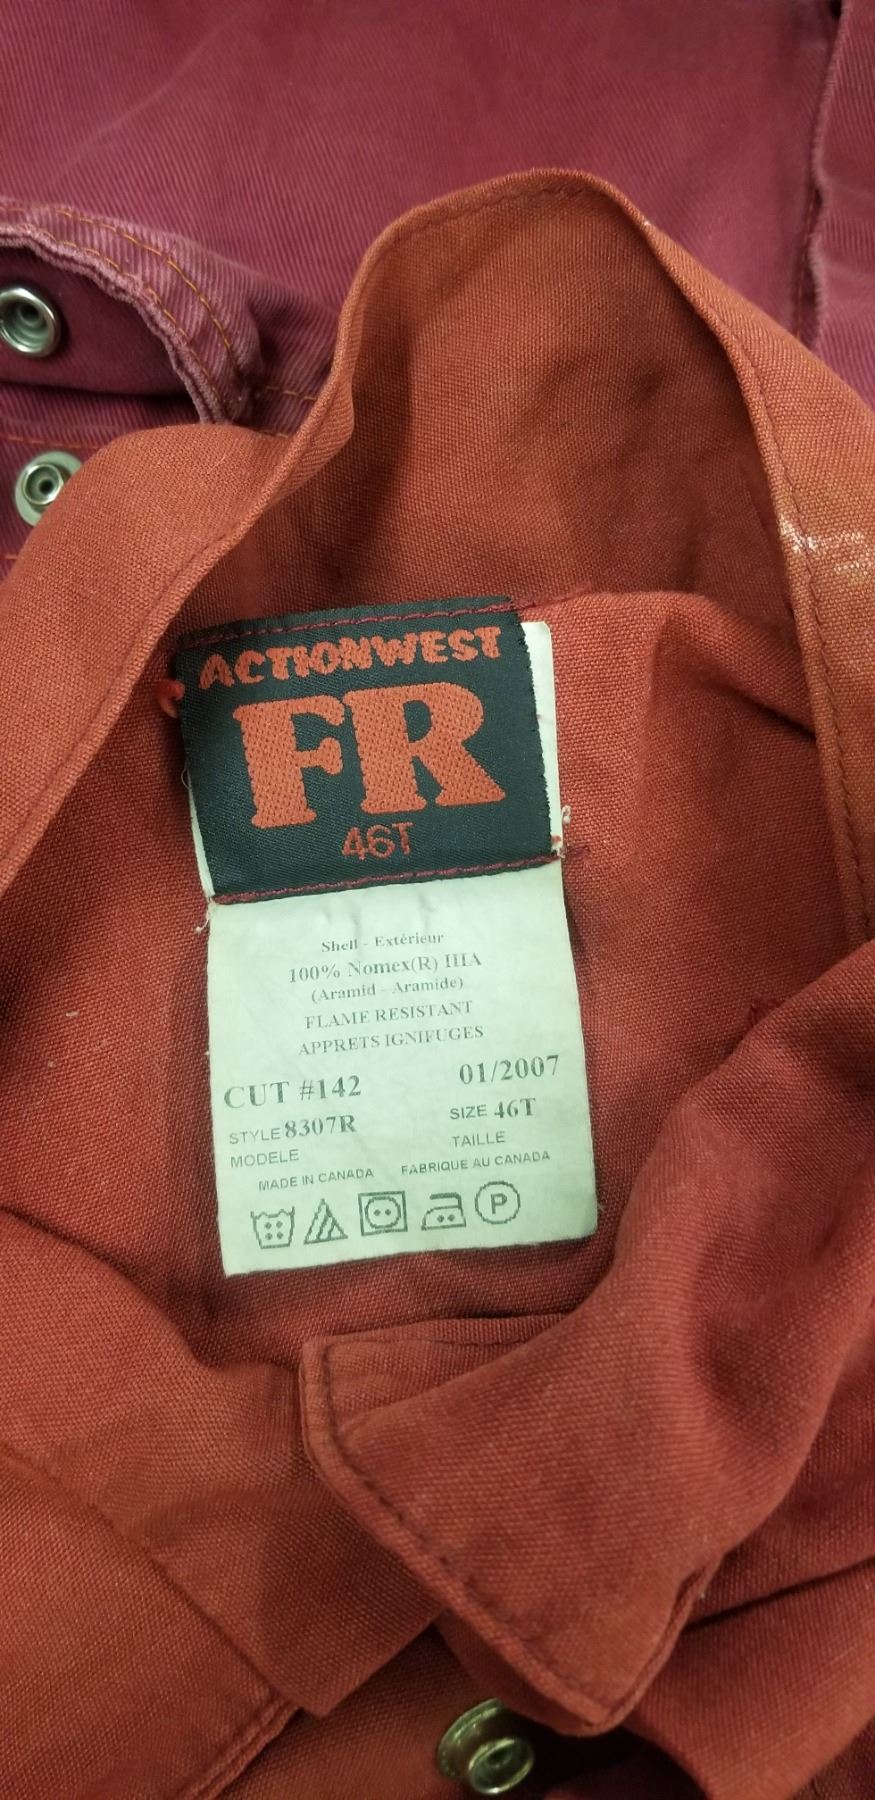 ACTIONWEST
FR
46T
Shell - Extérieur
100% Nomex(R) IIIA
(Aramid - Aramide)
FLAME RESISTANT
APPRETS IGNIFUGES
CUT #142 01/2007
STYLE 8307R SIZE 46T
MODELE TAILLE
MADE IN CANADA FABRIQUE AU CANADA
P